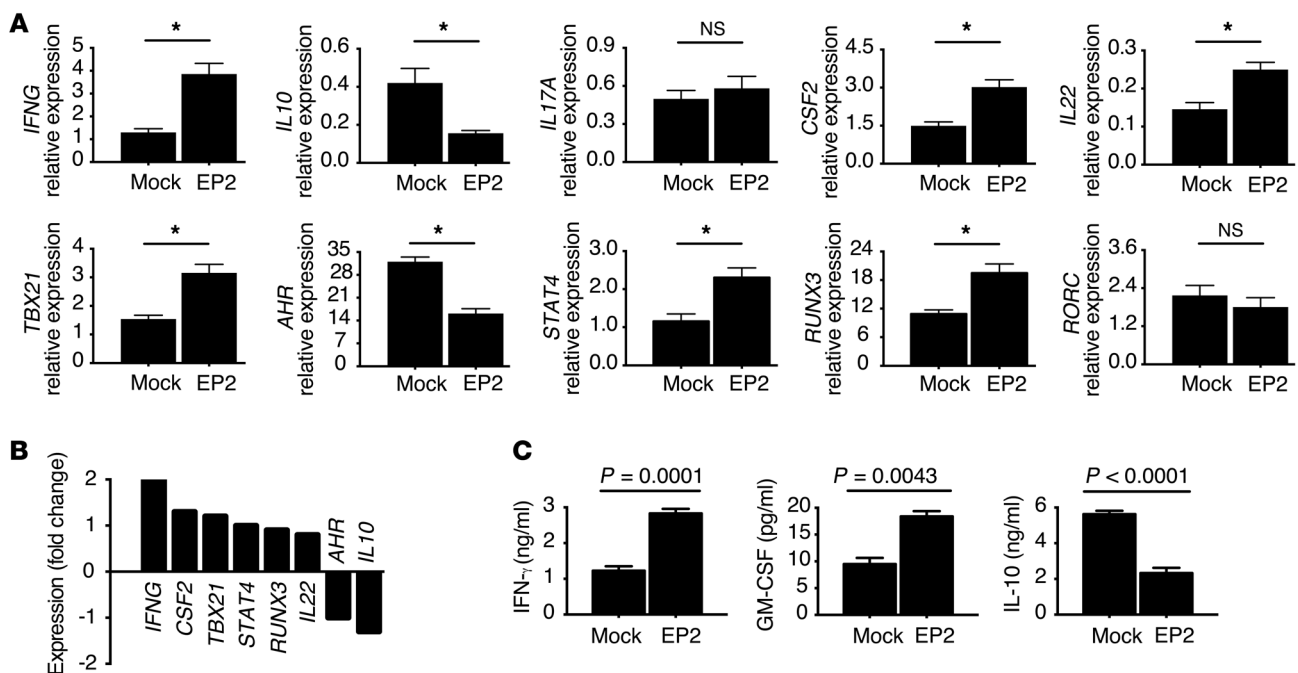 A
IFNG
relative expression
5
4
3
2
1
0
*
Mock EP2
IL10
relative expression
0.6
0.4
0.2
0.0
*
Mock EP2
IL17A
relative expression
0.9
0.6
0.3
0.0
NS
Mock EP2
CSF2
relative expression
4.5
3.0
1.5
0.0
*
Mock EP2
IL22
relative expression
0.3
0.2
0.1
0.0
*
Mock EP2
TBX21
relative expression
4
3
2
1
0
*
Mock EP2
AHR
relative expression
35
28
21
14
7
0
*
Mock EP2
STAT4
relative expression
3.0
2.0
1.0
0.0
*
Mock EP2
RUNX3
relative expression
24
18
12
6
0
*
Mock EP2
RORC
relative expression
3.6
2.4
1.2
0.0
NS
Mock EP2
B
Expression (fold change)
2
1
0
-1
-2
IFNG
CSF2
TBX21
STAT4
RUNX3
IL22
AHR
IL10
C
IFN-γ (ng/ml)
3
2
1
0
P = 0.0001
Mock EP2
GM-CSF (pg/ml)
20
15
10
5
0
P = 0.0043
Mock EP2
IL-10 (ng/ml)
6
4
2
0
P < 0.0001
Mock EP2